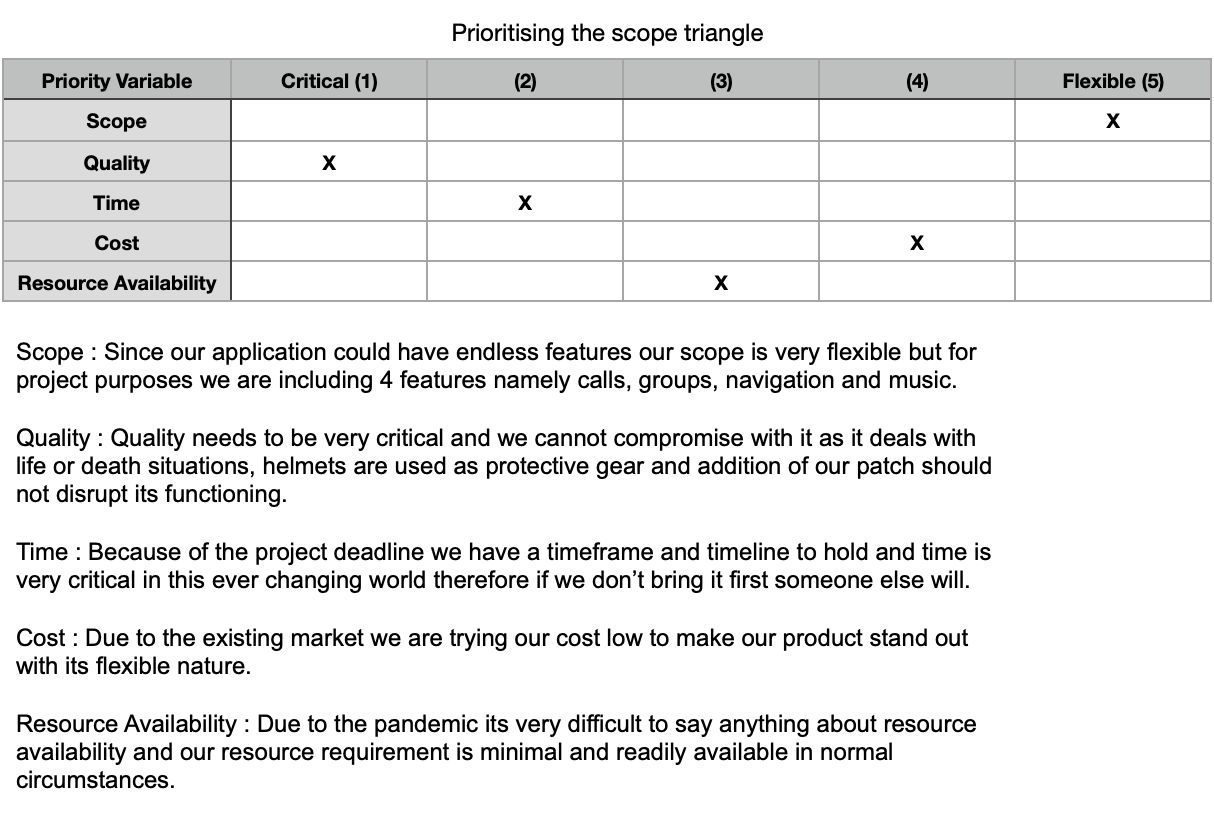 Prioritising the scope triangle
Priority Variable Critical (1) (2) (3) (4) Flexible (5)
Scope X
Quality X
Time X
Cost X
Resource Availability X
Scope : Since our application could have endless features our scope is very flexible but for
project purposes we are including 4 features namely calls, groups, navigation and music.
Quality : Quality needs to be very critical and we cannot compromise with it as it deals with
life or death situations, helmets are used as protective gear and addition of our patch should
not disrupt its functioning.
Time : Because of the project deadline we have a timeframe and timeline to hold and time is
very critical in this ever changing world therefore if we don’t bring it first someone else will.
Cost : Due to the existing market we are trying our cost low to make our product stand out
with its flexible nature.
Resource Availability : Due to the pandemic its very difficult to say anything about resource
availability and our resource requirement is minimal and readily available in normal
circumstances.